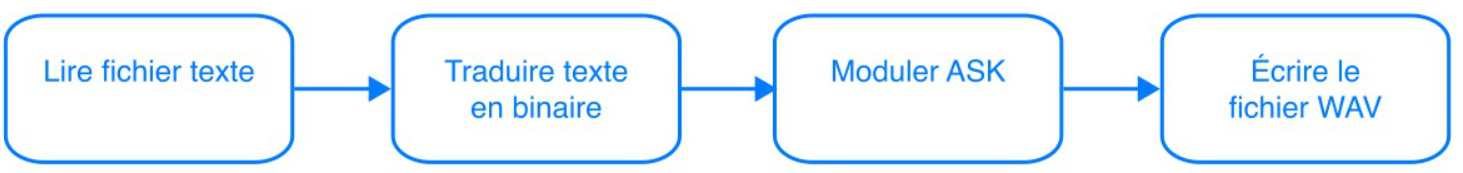 Lire fichier texte
Traduire texte
en binaire
Moduler ASK
Écrire le
fichier WAV